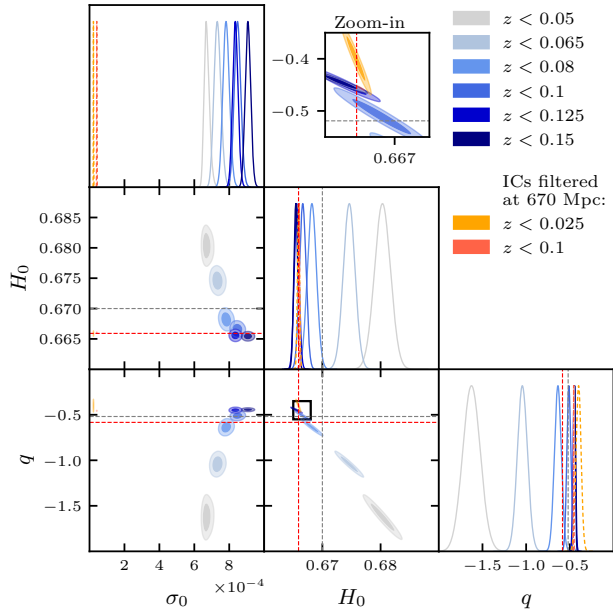 Zoom-in
−0.4
−0.5
0.667
z < 0.05
z < 0.065
z < 0.08
z < 0.1
z < 0.125
z < 0.15
ICs filtered
at 670 Mpc:
z < 0.025
z < 0.1
0.685
0.680
0.675
0.670
0.665
H₀
−0.5
−1.0
−1.5
q
2 4 6 8
×10⁻⁴
σ₀
0.67 0.68
H₀
−1.5 −1.0 −0.5
q